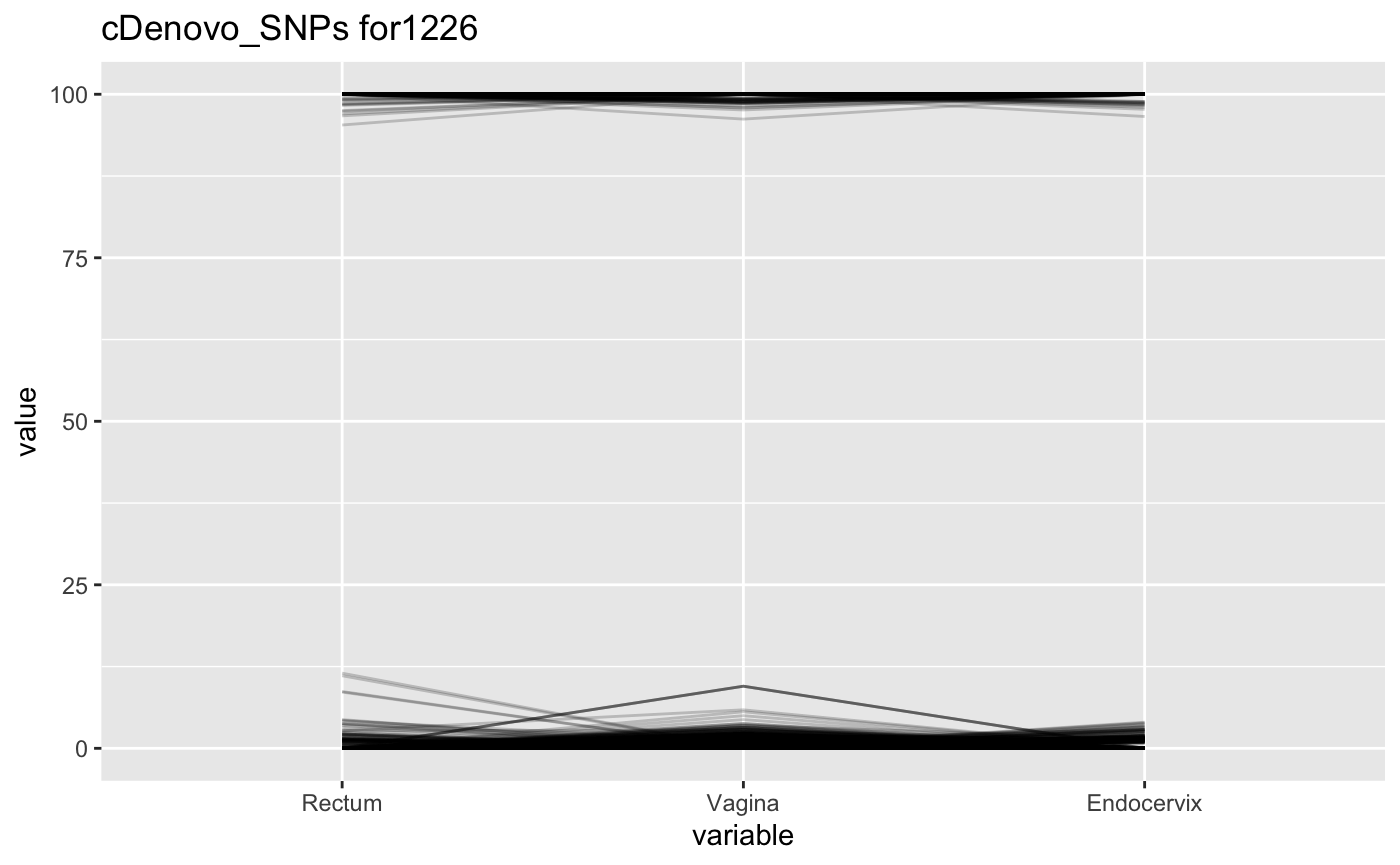 cDenovo_SNPs for1226
100
75
50
25
0
value
Rectum
Vagina
Endocervix
variable